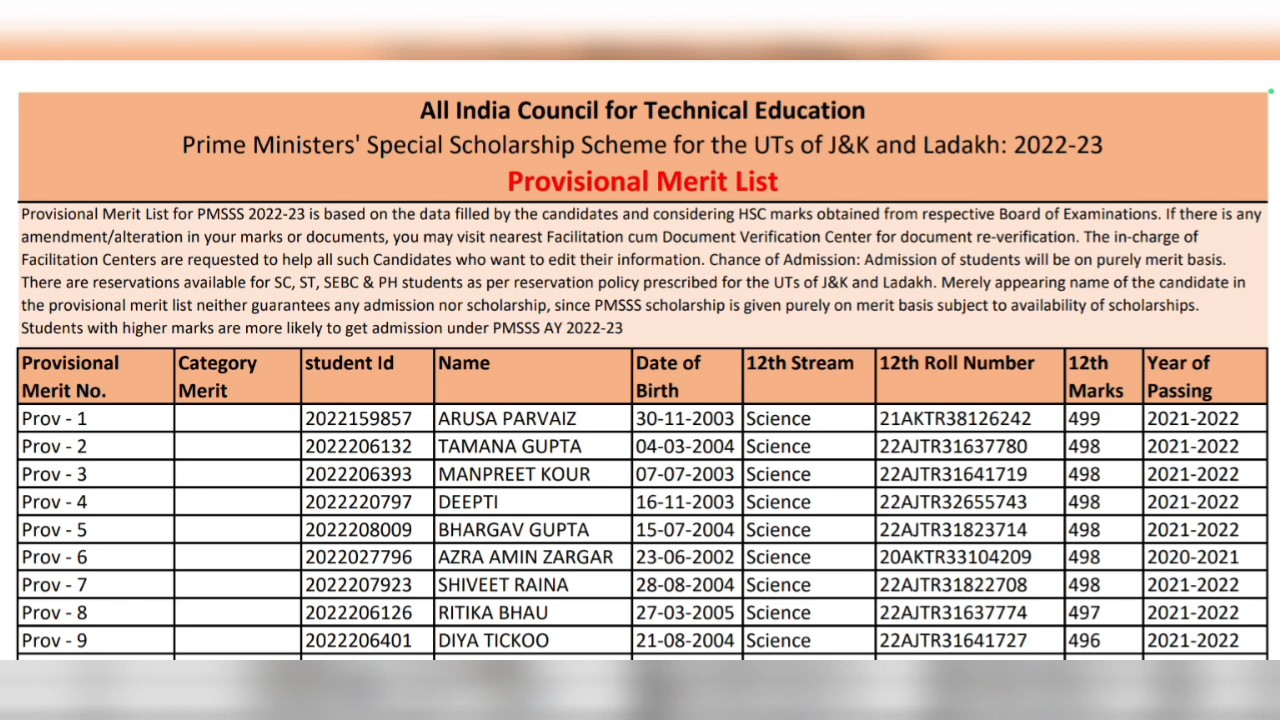 All India Council for Technical Education
Prime Ministers' Special Scholarship Scheme for the UTs of J&K and Ladakh: 2022-23
Provisional Merit List
Provisional Merit List for PMSSS 2022-23 is based on the data filled by the candidates and considering HSC marks obtained from respective Board of Examinations. If there is any
amendment/alteration in your marks or documents, you may visit nearest Facilitation cum Document Verification Center for document re-verification. The in-charge of
Facilitation Centers are requested to help all such Candidates who want to edit their information. Chance of Admission: Admission of students will be on purely merit basis.
There are reservations available for SC, ST, SEBC & PH students as per reservation policy prescribed for the UTs of J&K and Ladakh. Merely appearing name of the candidate in
the provisional merit list neither guarantees any admission nor scholarship, since PMSSS scholarship is given purely on merit basis subject to availability of scholarships.
Students with higher marks are more likely to get admission under PMSSS AY 2022-23
Provisional Merit No. Category Merit student Id Name Date of Birth 12th Stream 12th Roll Number 12th Marks Year of Passing
Prov - 1 2022159857 ARUSA PARVAIZ 30-11-2003 Science 21AKTR38126242 499 2021-2022
Prov - 2 2022206132 TAMANA GUPTA 04-03-2004 Science 22AJTR31637780 498 2021-2022
Prov - 3 2022206393 MANPREET KOUR 07-07-2003 Science 22AJTR31641719 498 2021-2022
Prov - 4 2022220797 DEEPTI 16-11-2003 Science 22AJTR32655743 498 2021-2022
Prov - 5 2022208009 BHARGAV GUPTA 15-07-2004 Science 22AJTR31823714 498 2021-2022
Prov - 6 2022027796 AZRA AMIN ZARGAR 23-06-2002 Science 20AKTR33104209 498 2020-2021
Prov - 7 2022207923 SHIVEET RAINA 28-08-2004 Science 22AJTR31822708 498 2021-2022
Prov - 8 2022206126 RITIKA BHAU 27-03-2005 Science 22AJTR31637774 497 2021-2022
Prov - 9 2022206401 DIYA TICKOO 21-08-2004 Science 22AJTR31641727 496 2021-2022